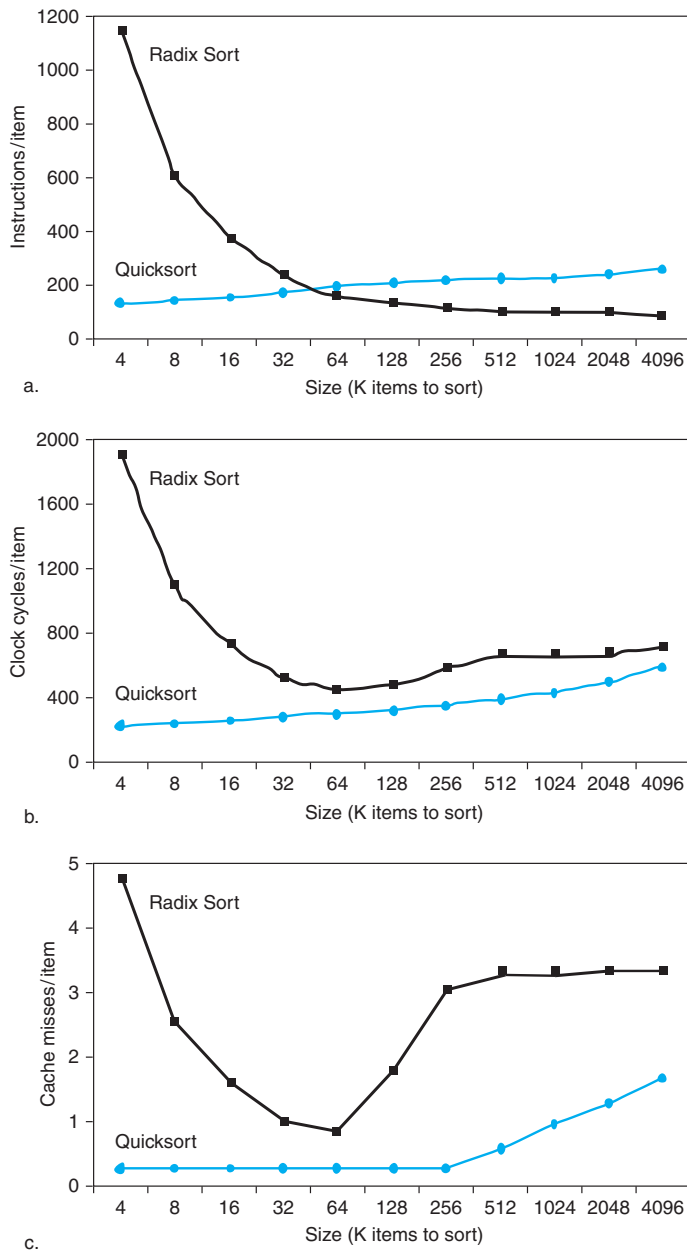 1200
1000
800
600
400
200
0
Instructions/item
Radix Sort
Quicksort
4 8 16 32 64 128 256 512 1024 2048 4096
a.
Size (K items to sort)
2000
1600
1200
800
400
0
Clock cycles/item
Radix Sort
Quicksort
4 8 16 32 64 128 256 512 1024 2048 4096
b.
Size (K items to sort)
5
4
3
2
1
0
Cache misses/item
Radix Sort
Quicksort
4 8 16 32 64 128 256 512 1024 2048 4096
c.
Size (K items to sort)